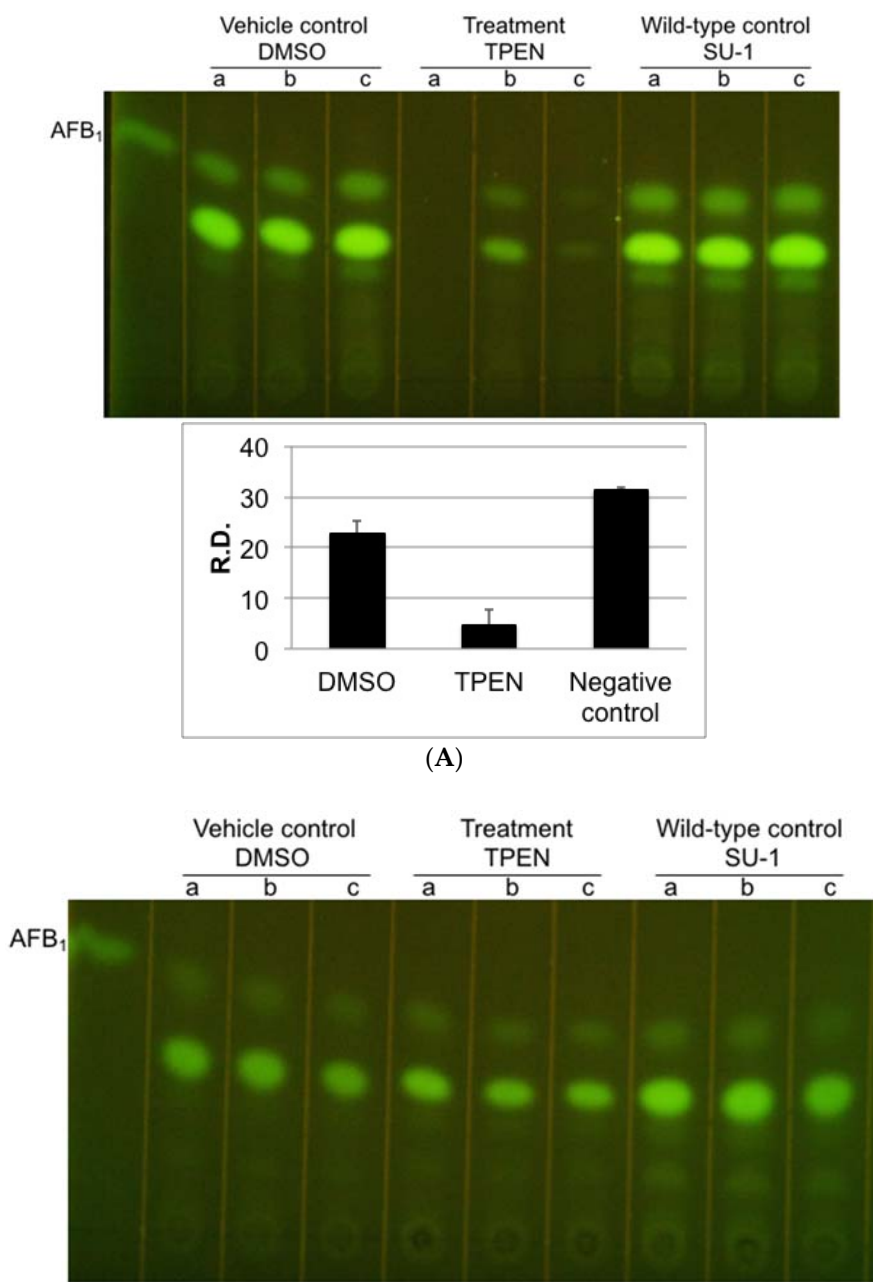 Vehicle control Treatment Wild-type control
DMSO TPEN SU-1
a b c a b c a b c
AFB₁
40
30
20
10
0
R.D.
DMSO TPEN Negative
control
(A)
Vehicle control Treatment Wild-type control
DMSO TPEN SU-1
a b c a b c a b c
AFB₁